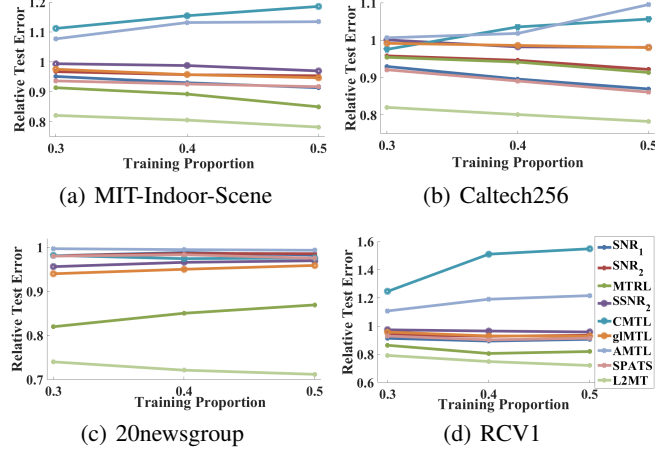 Relative Test Error
1.2
1.1
1
0.9
0.8
0.3
0.4
0.5
Training Proportion
(a) MIT-Indoor-Scene
Relative Test Error
1.1
1
0.9
0.8
0.3
0.4
0.5
Training Proportion
(b) Caltech256
Relative Test Error
1
0.9
0.8
0.7
0.3
0.4
0.5
Training Proportion
(c) 20newsgroup
Relative Test Error
1.6
1.4
1.2
1
0.8
0.6
0.3
0.4
0.5
Training Proportion
SNR₁
SNR₂
MTRL
SSNR₂
CMTL
glMTL
AMTL
SPATS
L2MT
(d) RCV1